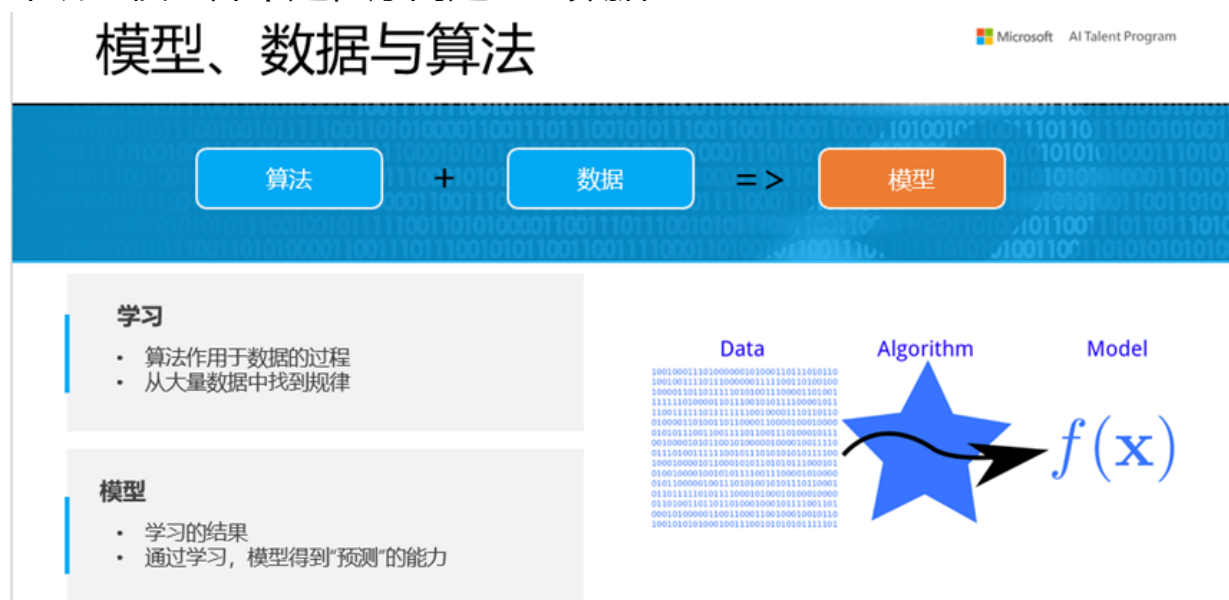 模型、数据与算法
Microsoft AI Talent Program
算法 + 数据 => 模型
学习
• 算法作用于数据的过程
• 从大量数据中找到规律
模型
• 学习的结果
• 通过学习，模型得到“预测”的能力
Data Algorithm Model
f(x)